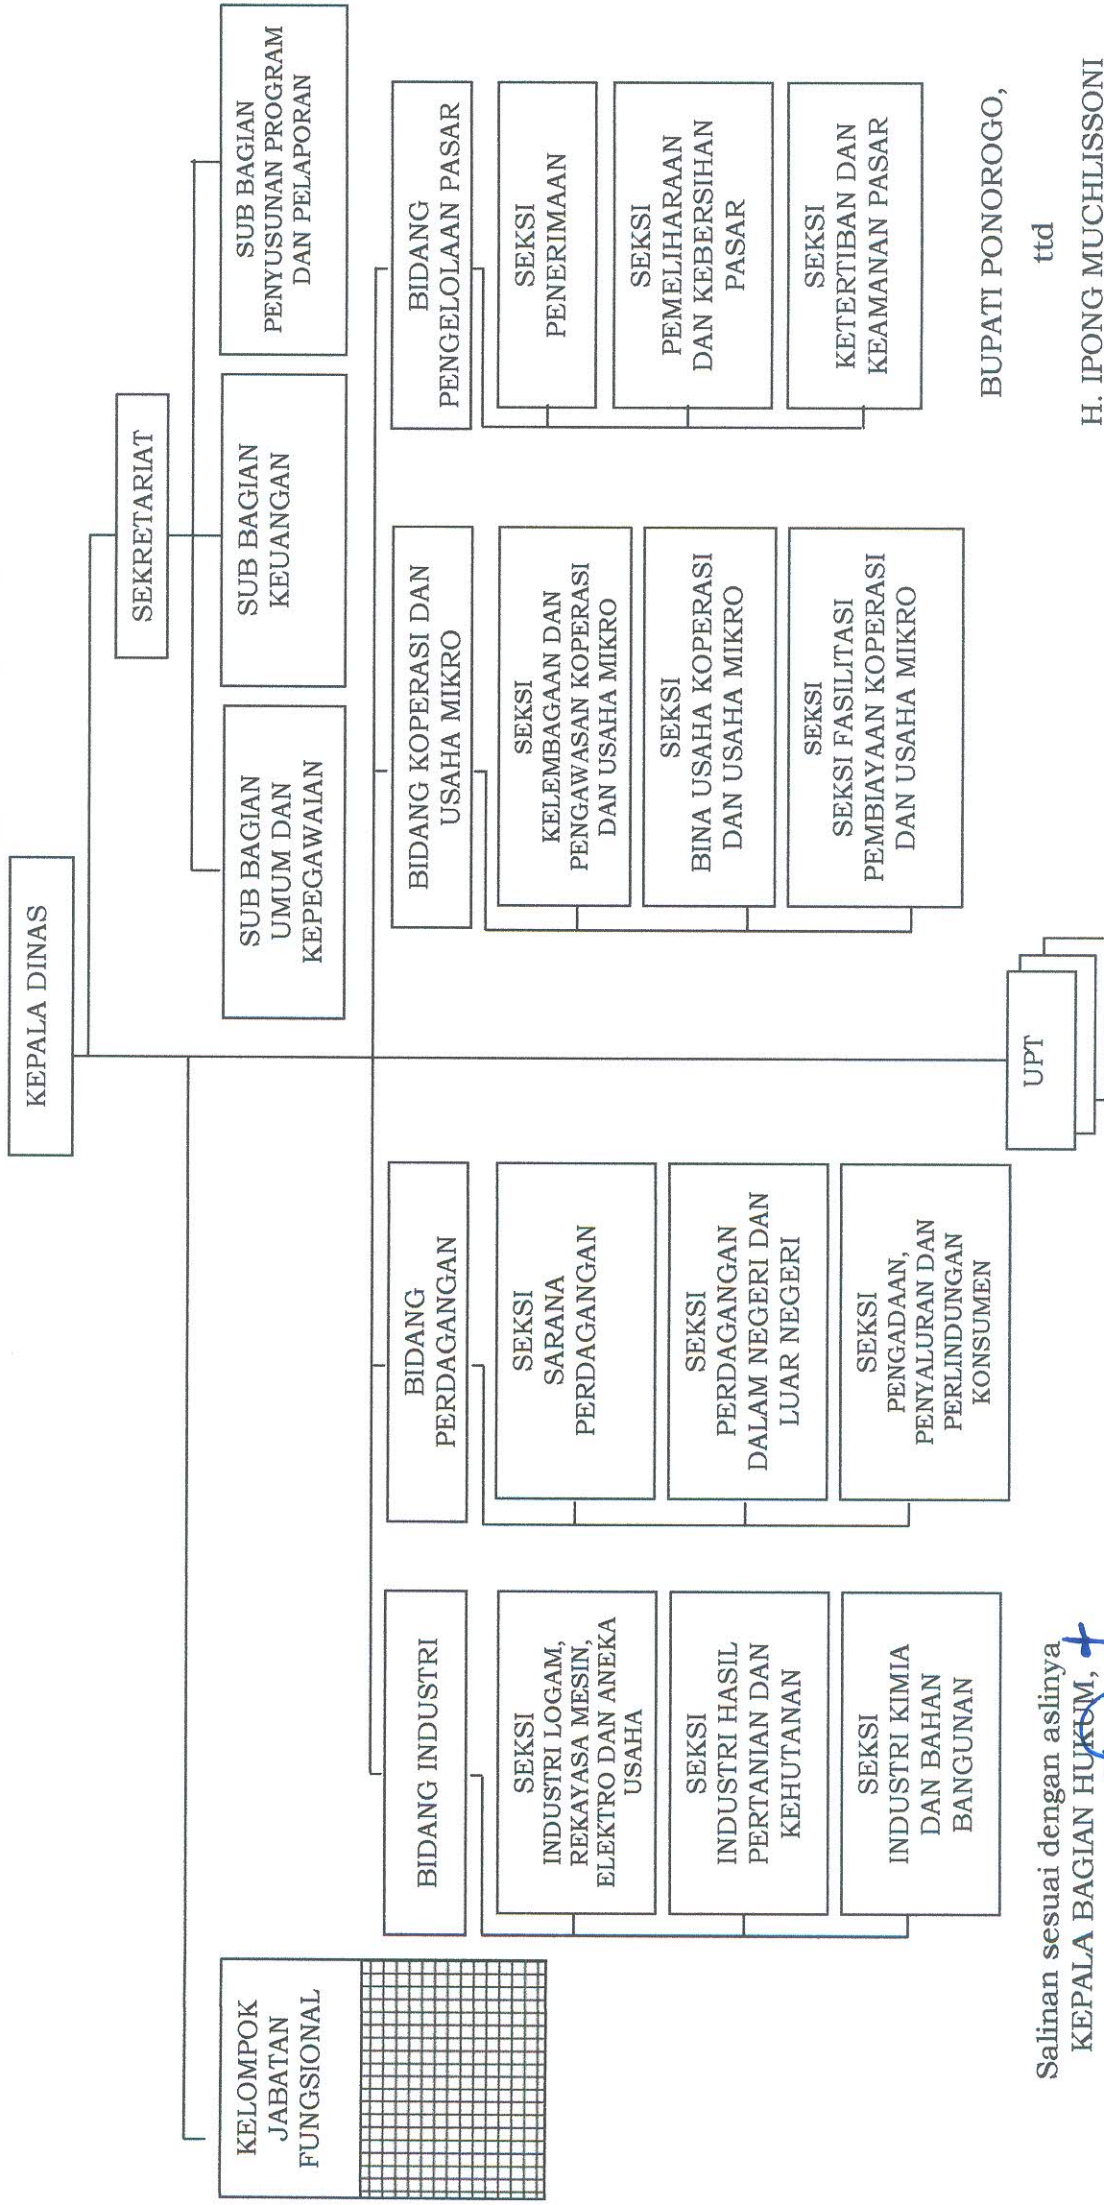 KEPALA DINAS
SEKRETARIAT
KELOMPOK
JABATAN
FUNGSIONAL
SUB BAGIAN
UMUM DAN
KEPEGAWAIAN
SUB BAGIAN
KEUANGAN
SUB BAGIAN
PENYUSUNAN PROGRAM
DAN PELAPORAN
BIDANG INDUSTRI
SEKSI
INDUSTRI LOGAM,
REKAYASA MESIN,
ELEKTRO DAN ANEKA
USAHA
SEKSI
INDUSTRI HASIL
PERTANIAN DAN
KEHUTANAN
SEKSI
INDUSTRI KIMIA
DAN BAHAN
BANGUNAN
BIDANG
PERDAGANGAN
SEKSI
SARANA
PERDAGANGAN
SEKSI
PERDAGANGAN
DALAM NEGERI DAN
LUAR NEGERI
SEKSI
PENGADAAN,
PENYALURAN DAN
PERLINDUNGAN
KONSUMEN
BIDANG KOPERASI DAN
USAHA MIKRO
SEKSI
KELEMBAGAAN DAN
PENGAWASAN KOPERASI
DAN USAHA MIKRO
SEKSI
BINA USAHA KOPERASI
DAN USAHA MIKRO
SEKSI
SEKSI FASILITASI
PEMBIAYAAN KOPERASI
DAN USAHA MIKRO
BIDANG
PENGELOLAAN PASAR
SEKSI
PENERIMAAN
SEKSI
PEMELIHARAAN
DAN KEBERSIHAN
PASAR
SEKSI
KETERTIBAN DAN
KEAMANAN PASAR
UPT
Salinan sesuai dengan aslinya
KEPALA BAGIAN HUKUM,
BUPATI PONOROGO,
ttd
H. IPONG MUCHLISSONI